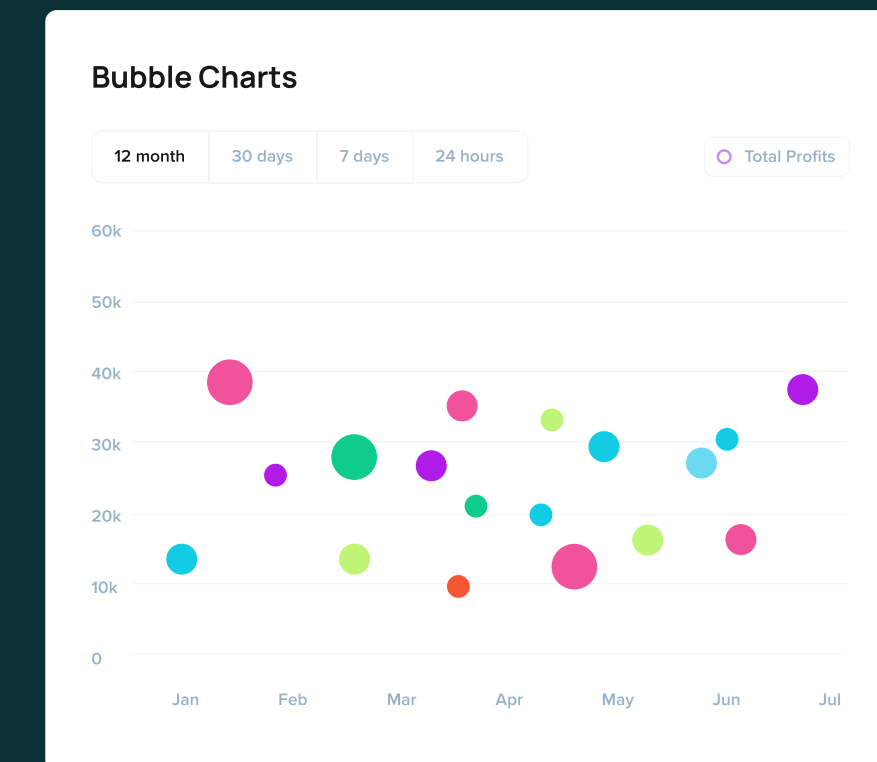 Bubble Charts
12 month 30 days 7 days 24 hours Total Profits
60k
50k
40k
30k
20k
10k
0
Jan Feb Mar Apr May Jun Jul